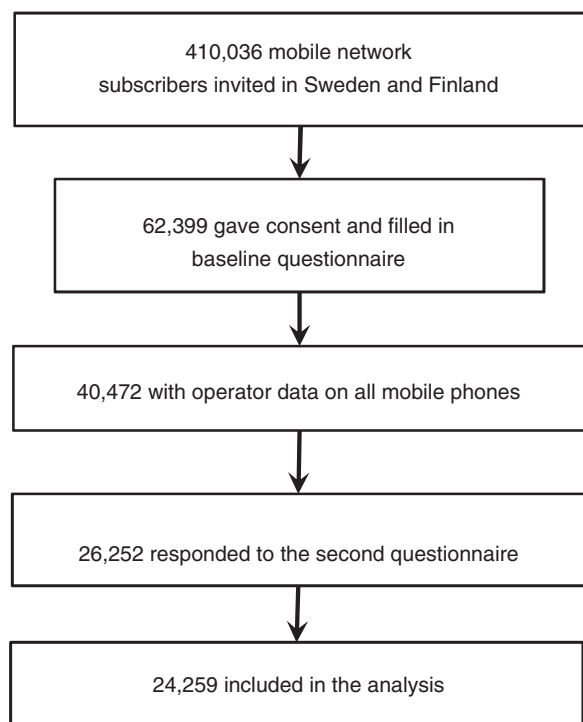 410,036 mobile network
subscribers invited in Sweden and Finland
62,399 gave consent and filled in
baseline questionnaire
40,472 with operator data on all mobile phones
26,252 responded to the second questionnaire
24,259 included in the analysis